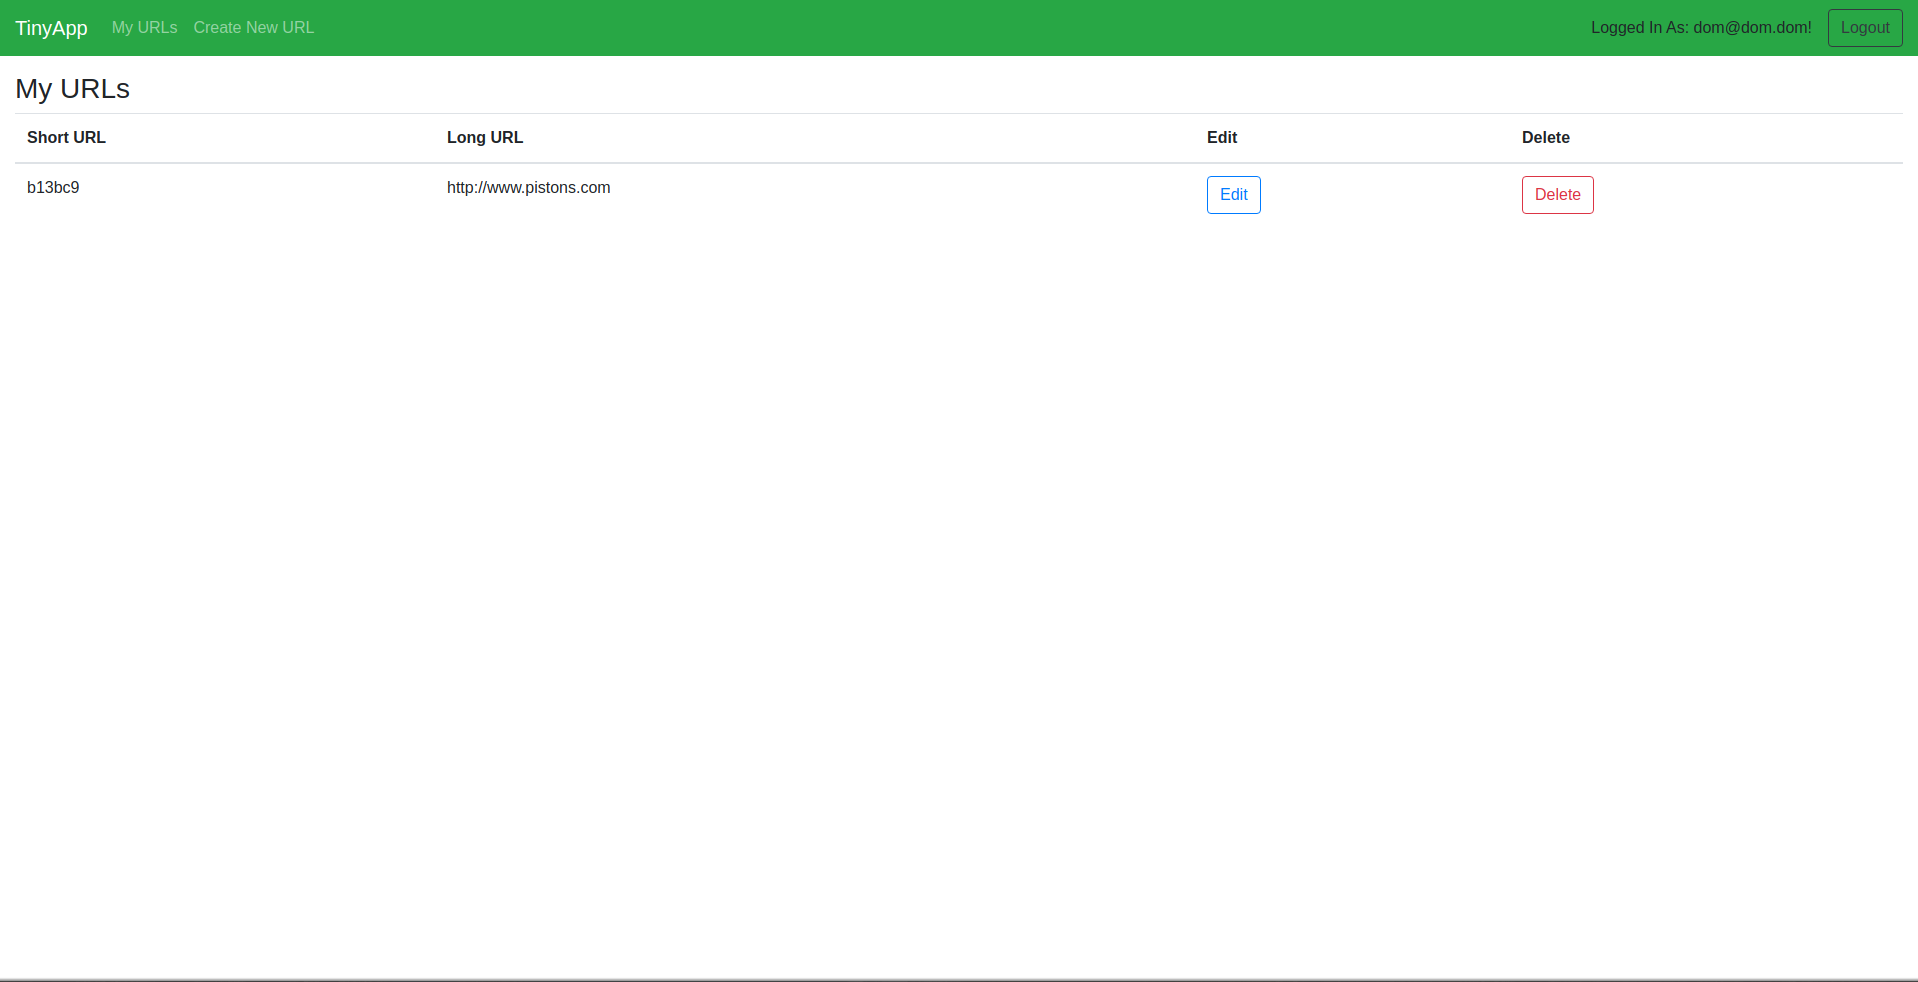 TinyApp My URLs Create New URL Logged In As: dom@dom.dom! Logout
My URLs
Short URL Long URL Edit Delete
b13bc9 http://www.pistons.com Edit Delete